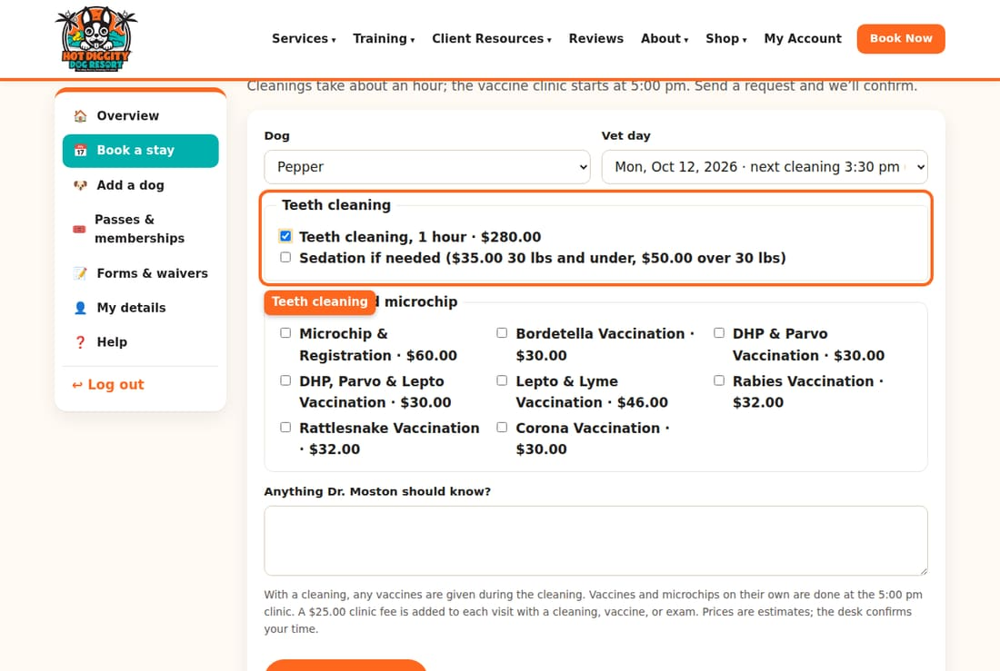 HOT DIGGITY
DOG RESORT
Services ▾
Training ▾
Client Resources ▾
Reviews
About ▾
Shop ▾
My Account
Book Now
Overview
Book a stay
Add a dog
Passes &
memberships
Forms & waivers
My details
Help
↩ Log out
Cleanings take about an hour; the vaccine clinic starts at 5:00 pm. Send a request and we'll confirm.
Dog
Vet day
Pepper
Mon, Oct 12, 2026 · next cleaning 3:30 pm
Teeth cleaning
Teeth cleaning, 1 hour · $280.00
Sedation if needed ($35.00 30 lbs and under, $50.00 over 30 lbs)
Teeth cleaning
microchip
Microchip &
Registration · $60.00
Bordetella Vaccination ·
$30.00
DHP & Parvo
Vaccination · $30.00
DHP, Parvo & Lepto
Vaccination · $30.00
Lepto & Lyme
Vaccination · $46.00
Rabies Vaccination ·
$32.00
Rattlesnake Vaccination
· $32.00
Corona Vaccination ·
$30.00
Anything Dr. Moston should know?
With a cleaning, any vaccines are given during the cleaning. Vaccines and microchips on their own are done at the 5:00 pm
clinic. A $25.00 clinic fee is added to each visit with a cleaning, vaccine, or exam. Prices are estimates; the desk confirms
your time.